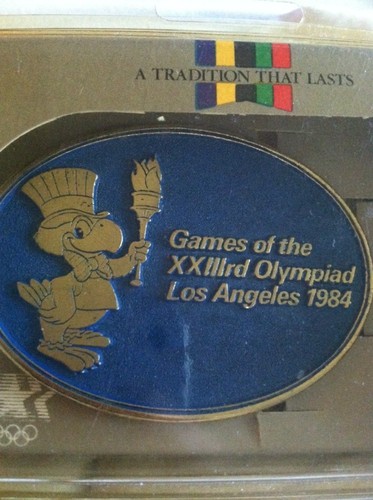 A TRADITION THAT LASTS
Games of the
XXIIIrd Olympiad
Los Angeles 1984